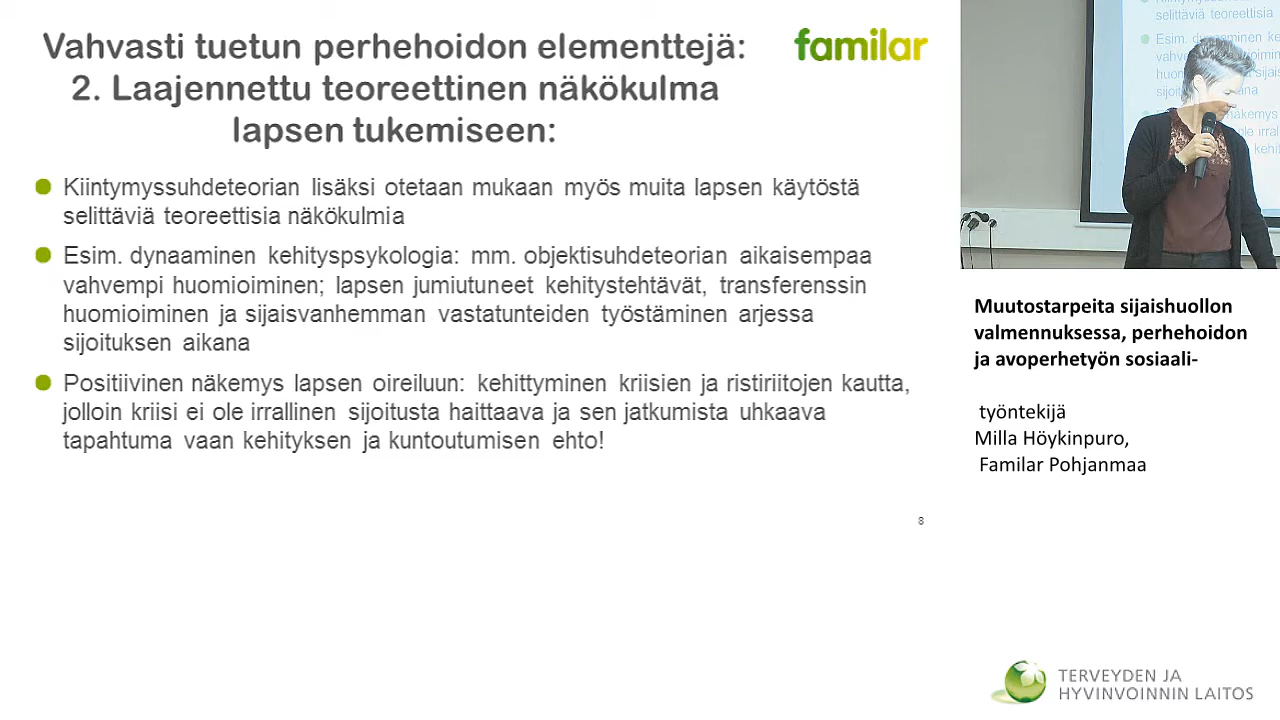 Vahvasti tuetun perhehoidon elementtejä:
2. Laajennettu teoreettinen näkökulma
lapsen tukemiseen:
familar
Kiintymyssuhdeteorian lisäksi otetaan mukaan myös muita lapsen käytöstä
selittäviä teoreettisia näkökulmia
Esim. dynaaminen kehityspsykologia: mm. objektisuhdeteorian aikaisempaa
vahvempi huomioiminen; lapsen jumiutuneet kehitystehtävät, transferenssin
huomioiminen ja sijaisvanhemman vastatunteiden työstäminen arjessa
sijoituksen aikana
Positiivinen näkemys lapsen oireiluun: kehittyminen kriisien ja ristiriitojen kautta,
jolloin kriisi ei ole irrallinen sijoitusta haittaava ja sen jatkumista uhkaava
tapahtuma vaan kehityksen ja kuntoutumisen ehto!
8
selittäviä teoreettisia
Esim. dynaaminen
Muutostarpeita sijaishuollon
valmennuksessa, perhehoidon
ja avoperhetyön sosiaali-
työntekijä
Milla Höykinpuro,
Familar Pohjanmaa
TERVEYDEN JA
HYVINVOINNIN LAITOS